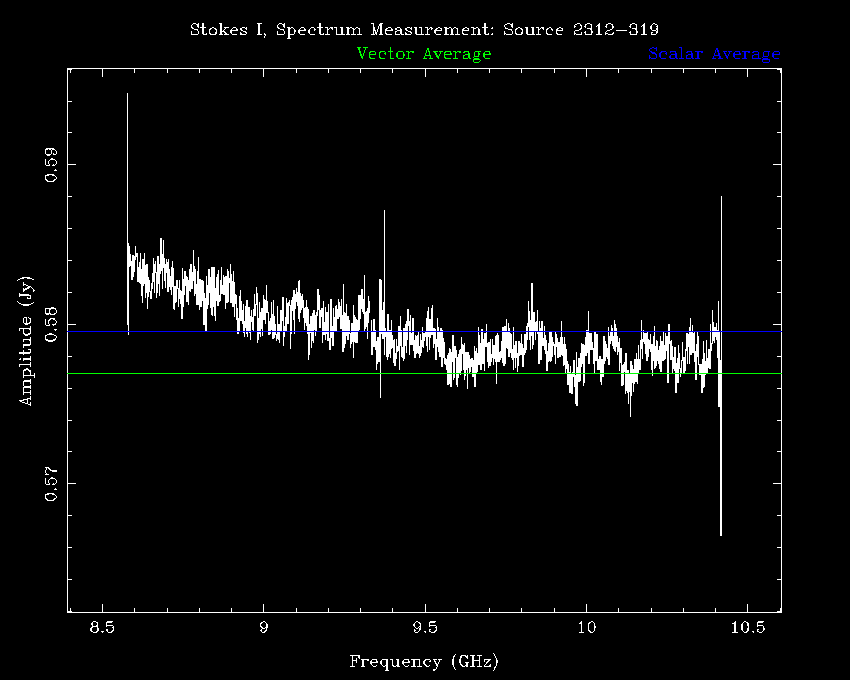 Stokes I, Spectrum Measurement: Source 2312-319
Vector Average
Scalar Average
0.59
0.58
0.57
Amplitude (Jy)
8.5 9 9.5 10 10.5
Frequency (GHz)